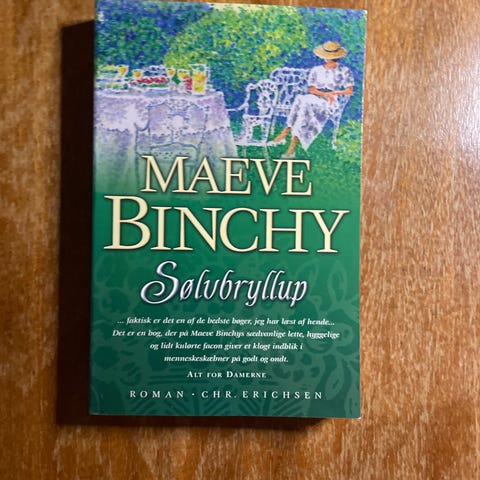 MAEVE
BINCHY
Sølvbryllup
... faktisk er det en af de bedste bøger, jeg har læst af hende...
Det er en bog, der på Maeve Binchys sædvanlige lette, hyggelige
og lidt kulørte facon giver et klogt indblik i
menneskeskæbner på godt og ondt.
ALT FOR DAMERNE
ROMAN · CHR. ERICHSEN